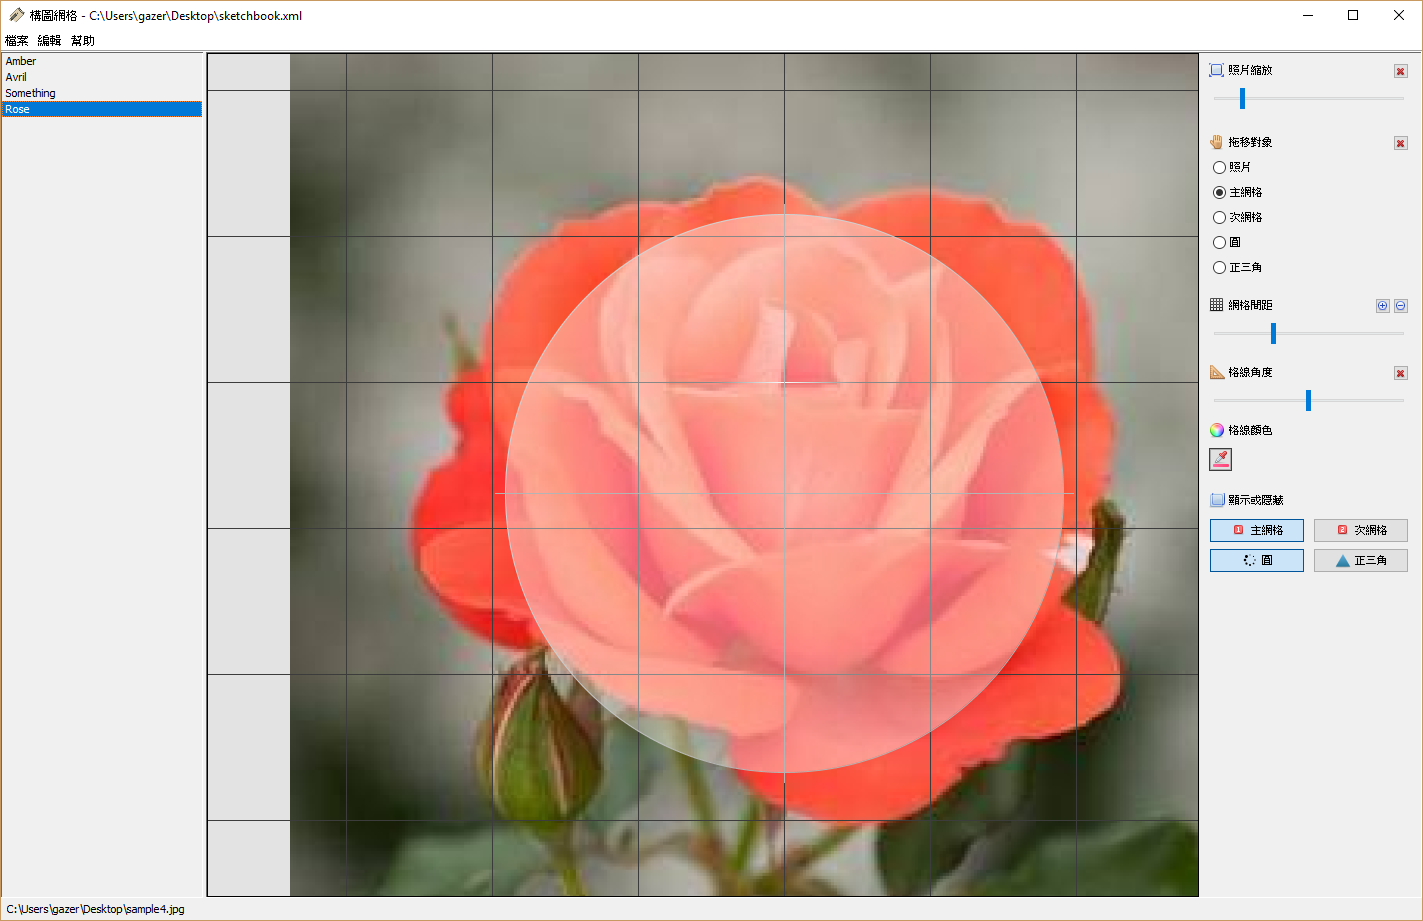 構圖網格 - C:\Users\gazer\Desktop\sketchbook.xml
檔案 編輯 幫助
Amber
Avril
Something
Rose
照片縮放
拖移對象
照片
主網格
次網格
圓
正三角
網格間距
格線角度
格線顏色
顯示或隱藏
1 主網格 2 次網格
圓 正三角
C:\Users\gazer\Desktop\sample4.jpg